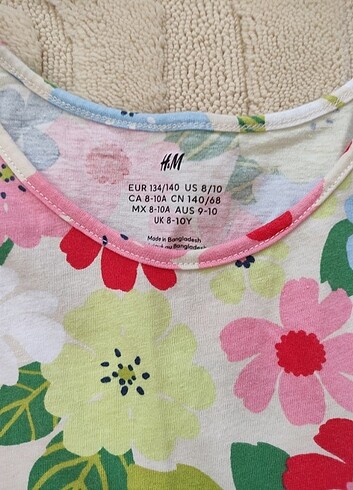 H&M
EUR 134/140 US 8/10
CA 8-10A CN 140/68
MX 8-10A AUS 9-10
UK 8-10Y
Made in Bangladesh
Bangladesh